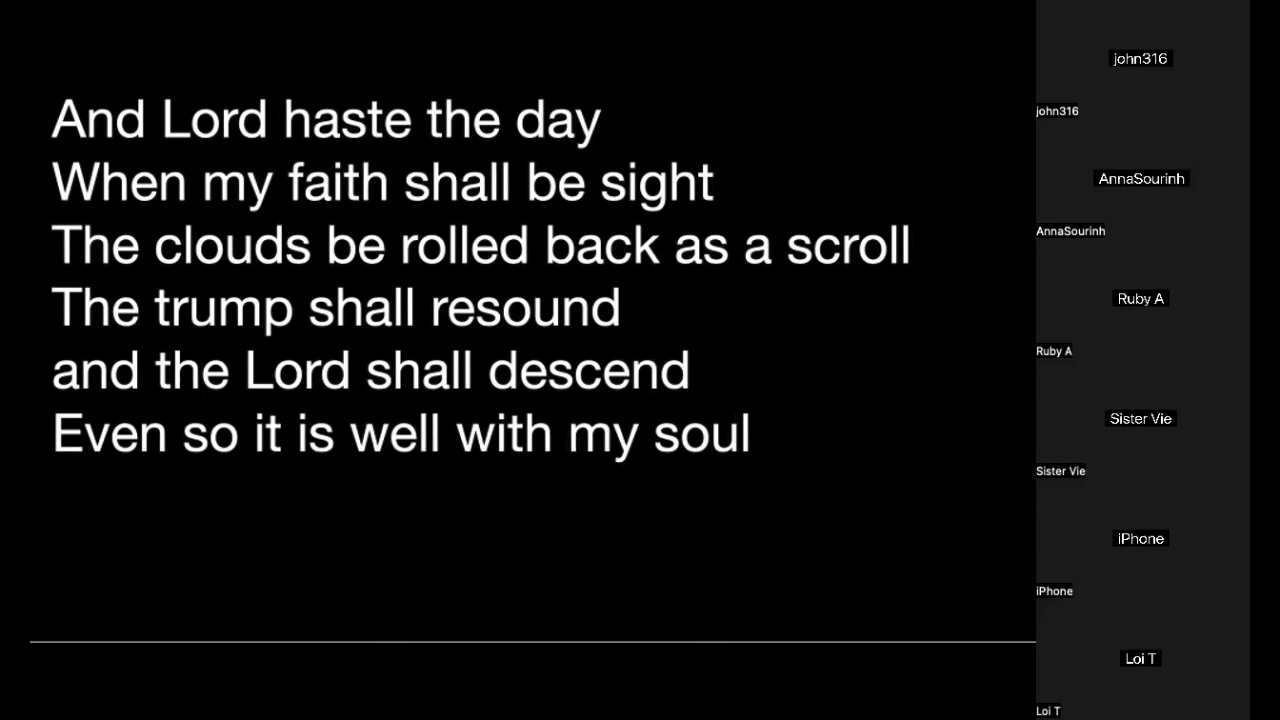 And Lord haste the day
When my faith shall be sight
The clouds be rolled back as a scroll
The trump shall resound
and the Lord shall descend
Even so it is well with my soul
john316
john316
AnnaSourinh
AnnaSourinh
Ruby A
Ruby A
Sister Vie
Sister Vie
iPhone
iPhone
Loi T
Loi T